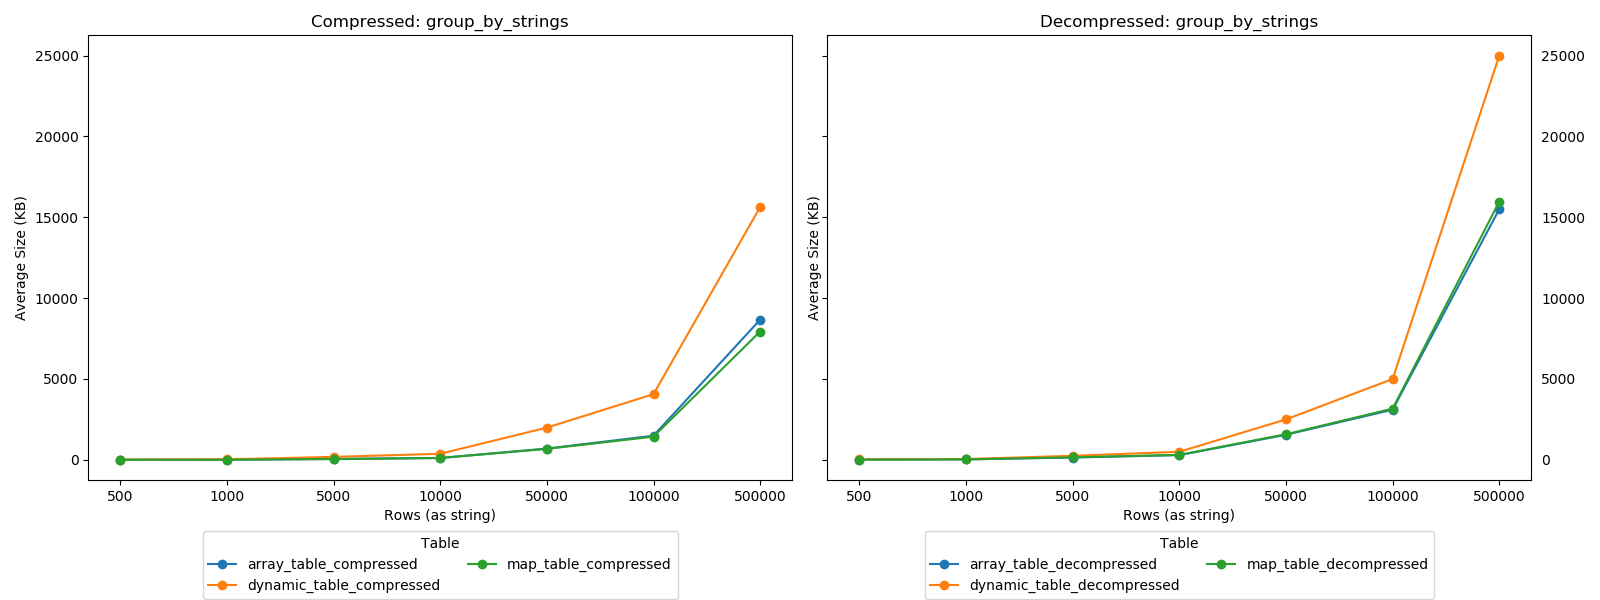 Compressed: group_by_strings
25000
20000
15000
10000
5000
0
Average Size (KB)
500 1000 5000 10000 50000 100000 500000
Rows (as string)
Table
array_table_compressed map_table_compressed
dynamic_table_compressed
Decompressed: group_by_strings
25000
20000
15000
10000
5000
0
Average Size (KB)
500 1000 5000 10000 50000 100000 500000
Rows (as string)
Table
array_table_decompressed map_table_decompressed
dynamic_table_decompressed